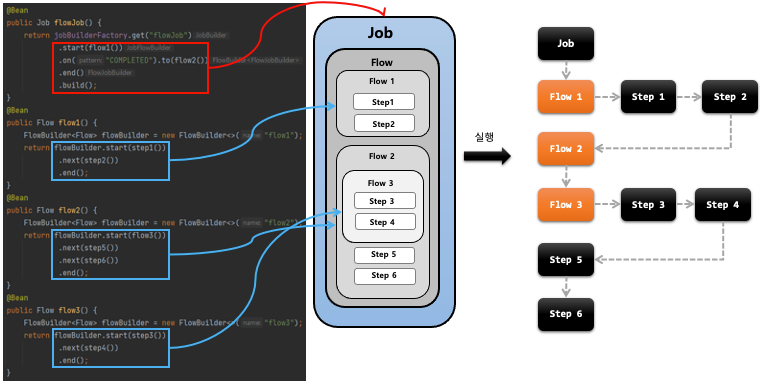 @Bean
public Job flowJob() {
return jobBuilderFactory.get("flowJob") JobBuilder
.start(flow1()) JobFlowBuilder
.on( pattern: "COMPLETED").to(flow2()) FlowBuilder<FlowJobBuilder>
.end() FlowJobBuilder
.build();
}
@Bean
public Flow flow1() {
FlowBuilder<Flow> flowBuilder = new FlowBuilder<>( name: "flow1");
return flowBuilder.start(step1())
.next(step2())
.end();
}
@Bean
public Flow flow2() {
FlowBuilder<Flow> flowBuilder = new FlowBuilder<>( name: "flow2")
return flowBuilder.start(flow3())
.next(step5())
.next(step6())
.end();
}
@Bean
public Flow flow3() {
FlowBuilder<Flow> flowBuilder = new FlowBuilder<>( name: "flow3");
return flowBuilder.start(step3())
.next(step4())
.end();
}
Job
Flow
Flow 1
Step1
Step2
Flow 2
Flow 3
Step 3
Step 4
Step 5
Step 6
실행
Job
Flow 1
Step 1
Step 2
Flow 2
Flow 3
Step 3
Step 4
Step 5
Step 6